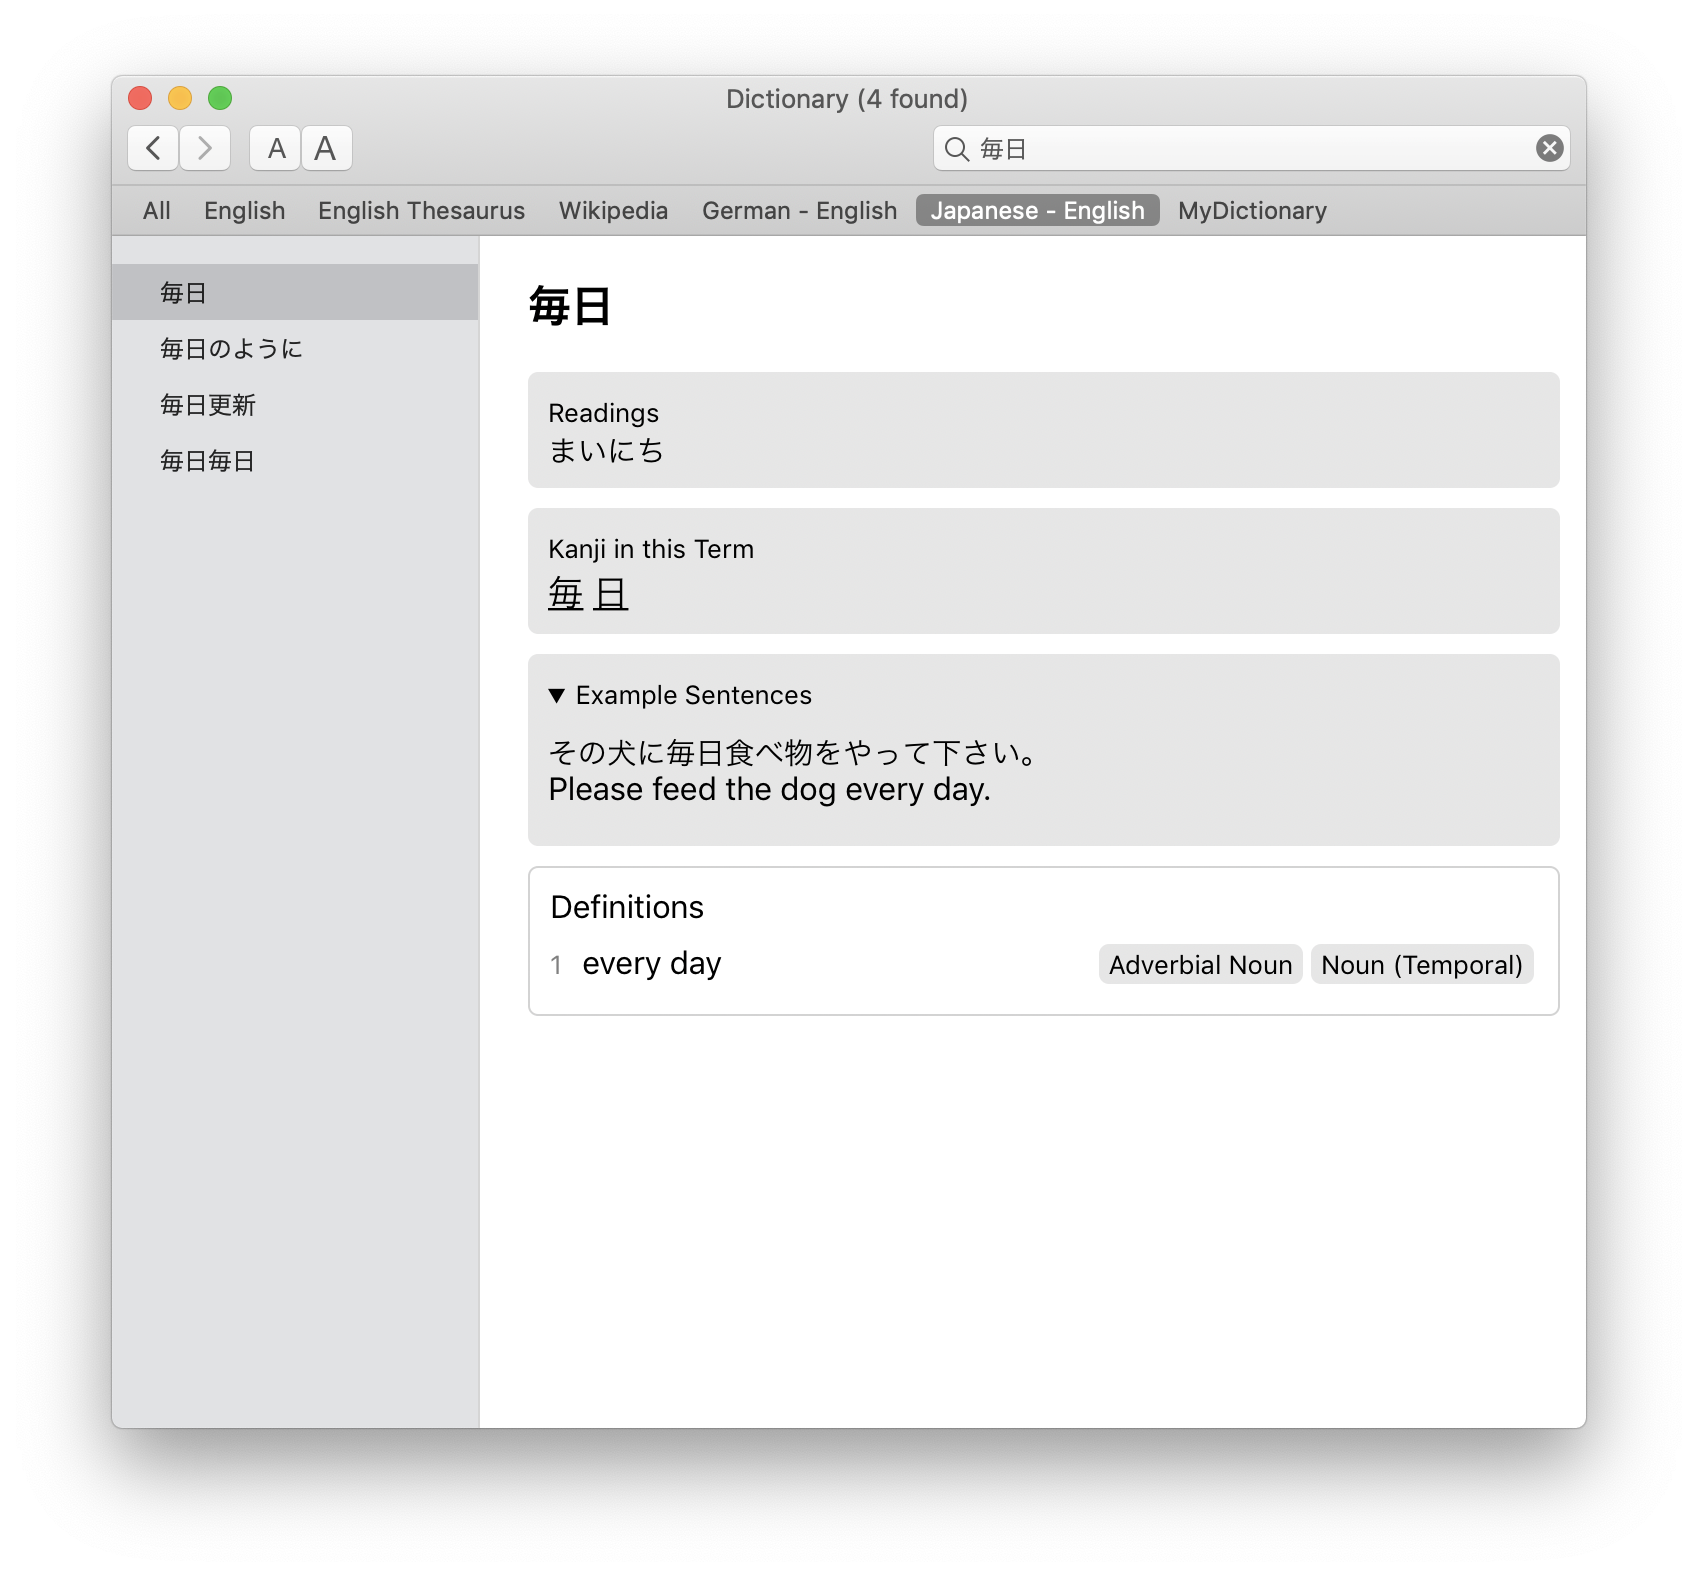 Dictionary (4 found)
A A
毎日
All English English Thesaurus Wikipedia German - English Japanese - English MyDictionary
毎日
毎日のように
毎日更新
毎日毎日
毎日
Readings
まいにち
Kanji in this Term
毎 日
▼ Example Sentences
その犬に毎日食べ物をやって下さい。
Please feed the dog every day.
Definitions
1 every day Adverbial Noun Noun (Temporal)